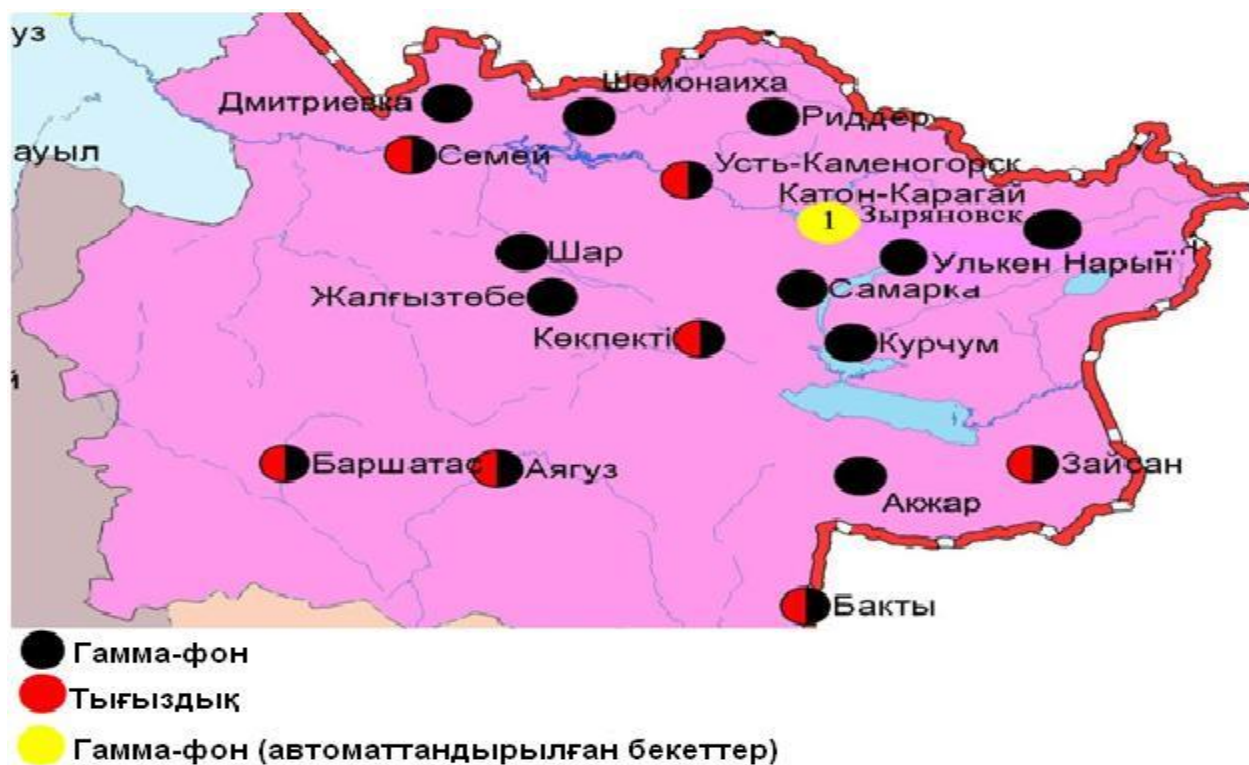 уз
Шомонаиха
Дмитриевка
Риддер
ауыл
Семей
Усть-Каменогорск
Катон-Карагай
1
Зыряновск
Шар
Улькен Нарын
Жалғызтөбе
Самарка
Көкпекті
Курчум
й
Баршатас
Аягуз
Зайсан
Акжар
Бакты
Гамма-фон
Тығыздық
Гамма-фон (автоматтандырылған бекеттер)